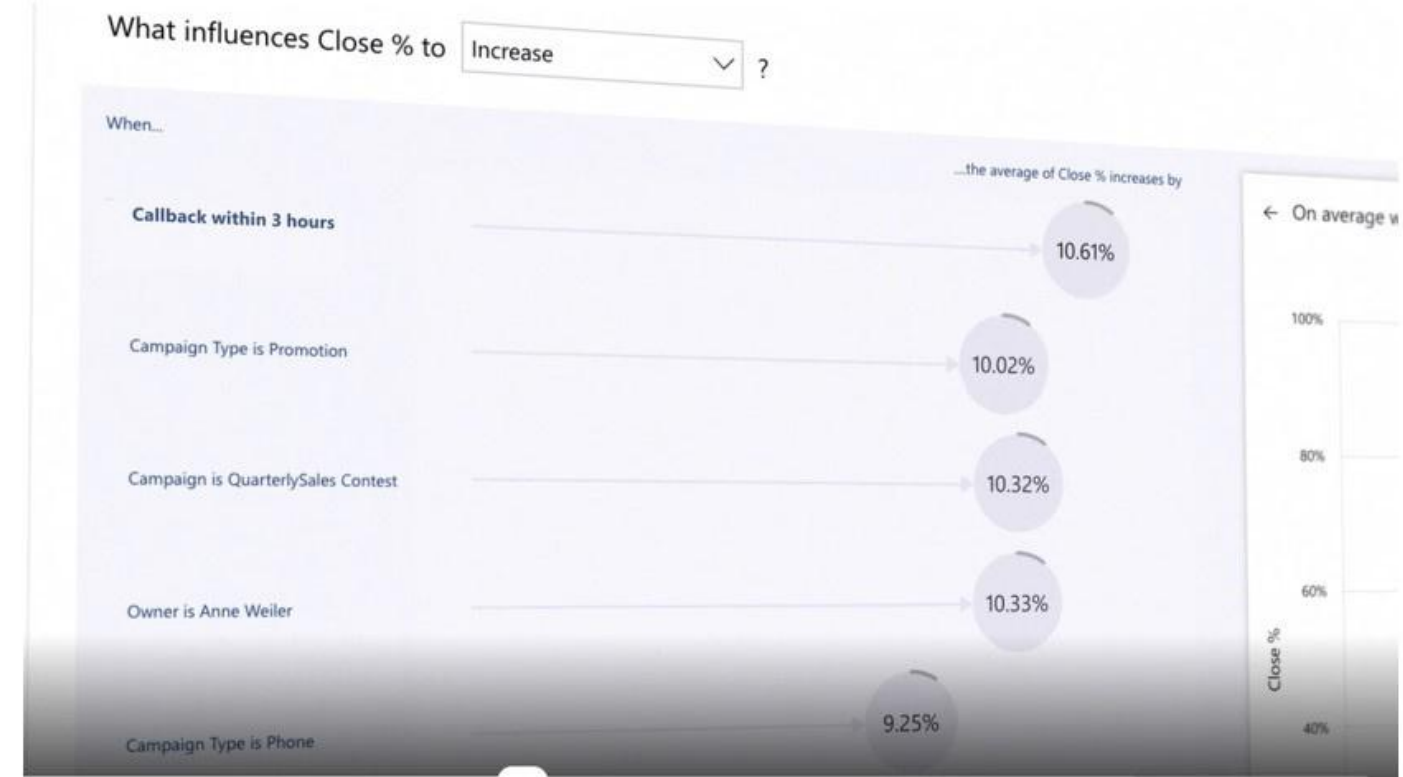 What influences Close % to Increase ?
When...
...the average of Close % increases by
Callback within 3 hours
10.61%
Campaign Type is Promotion
10.02%
Campaign is QuarterlySales Contest
10.32%
Owner is Anne Weiler
10.33%
Campaign Type is Phone
9.25%
← On average w
100%
80%
60%
40%
Close %